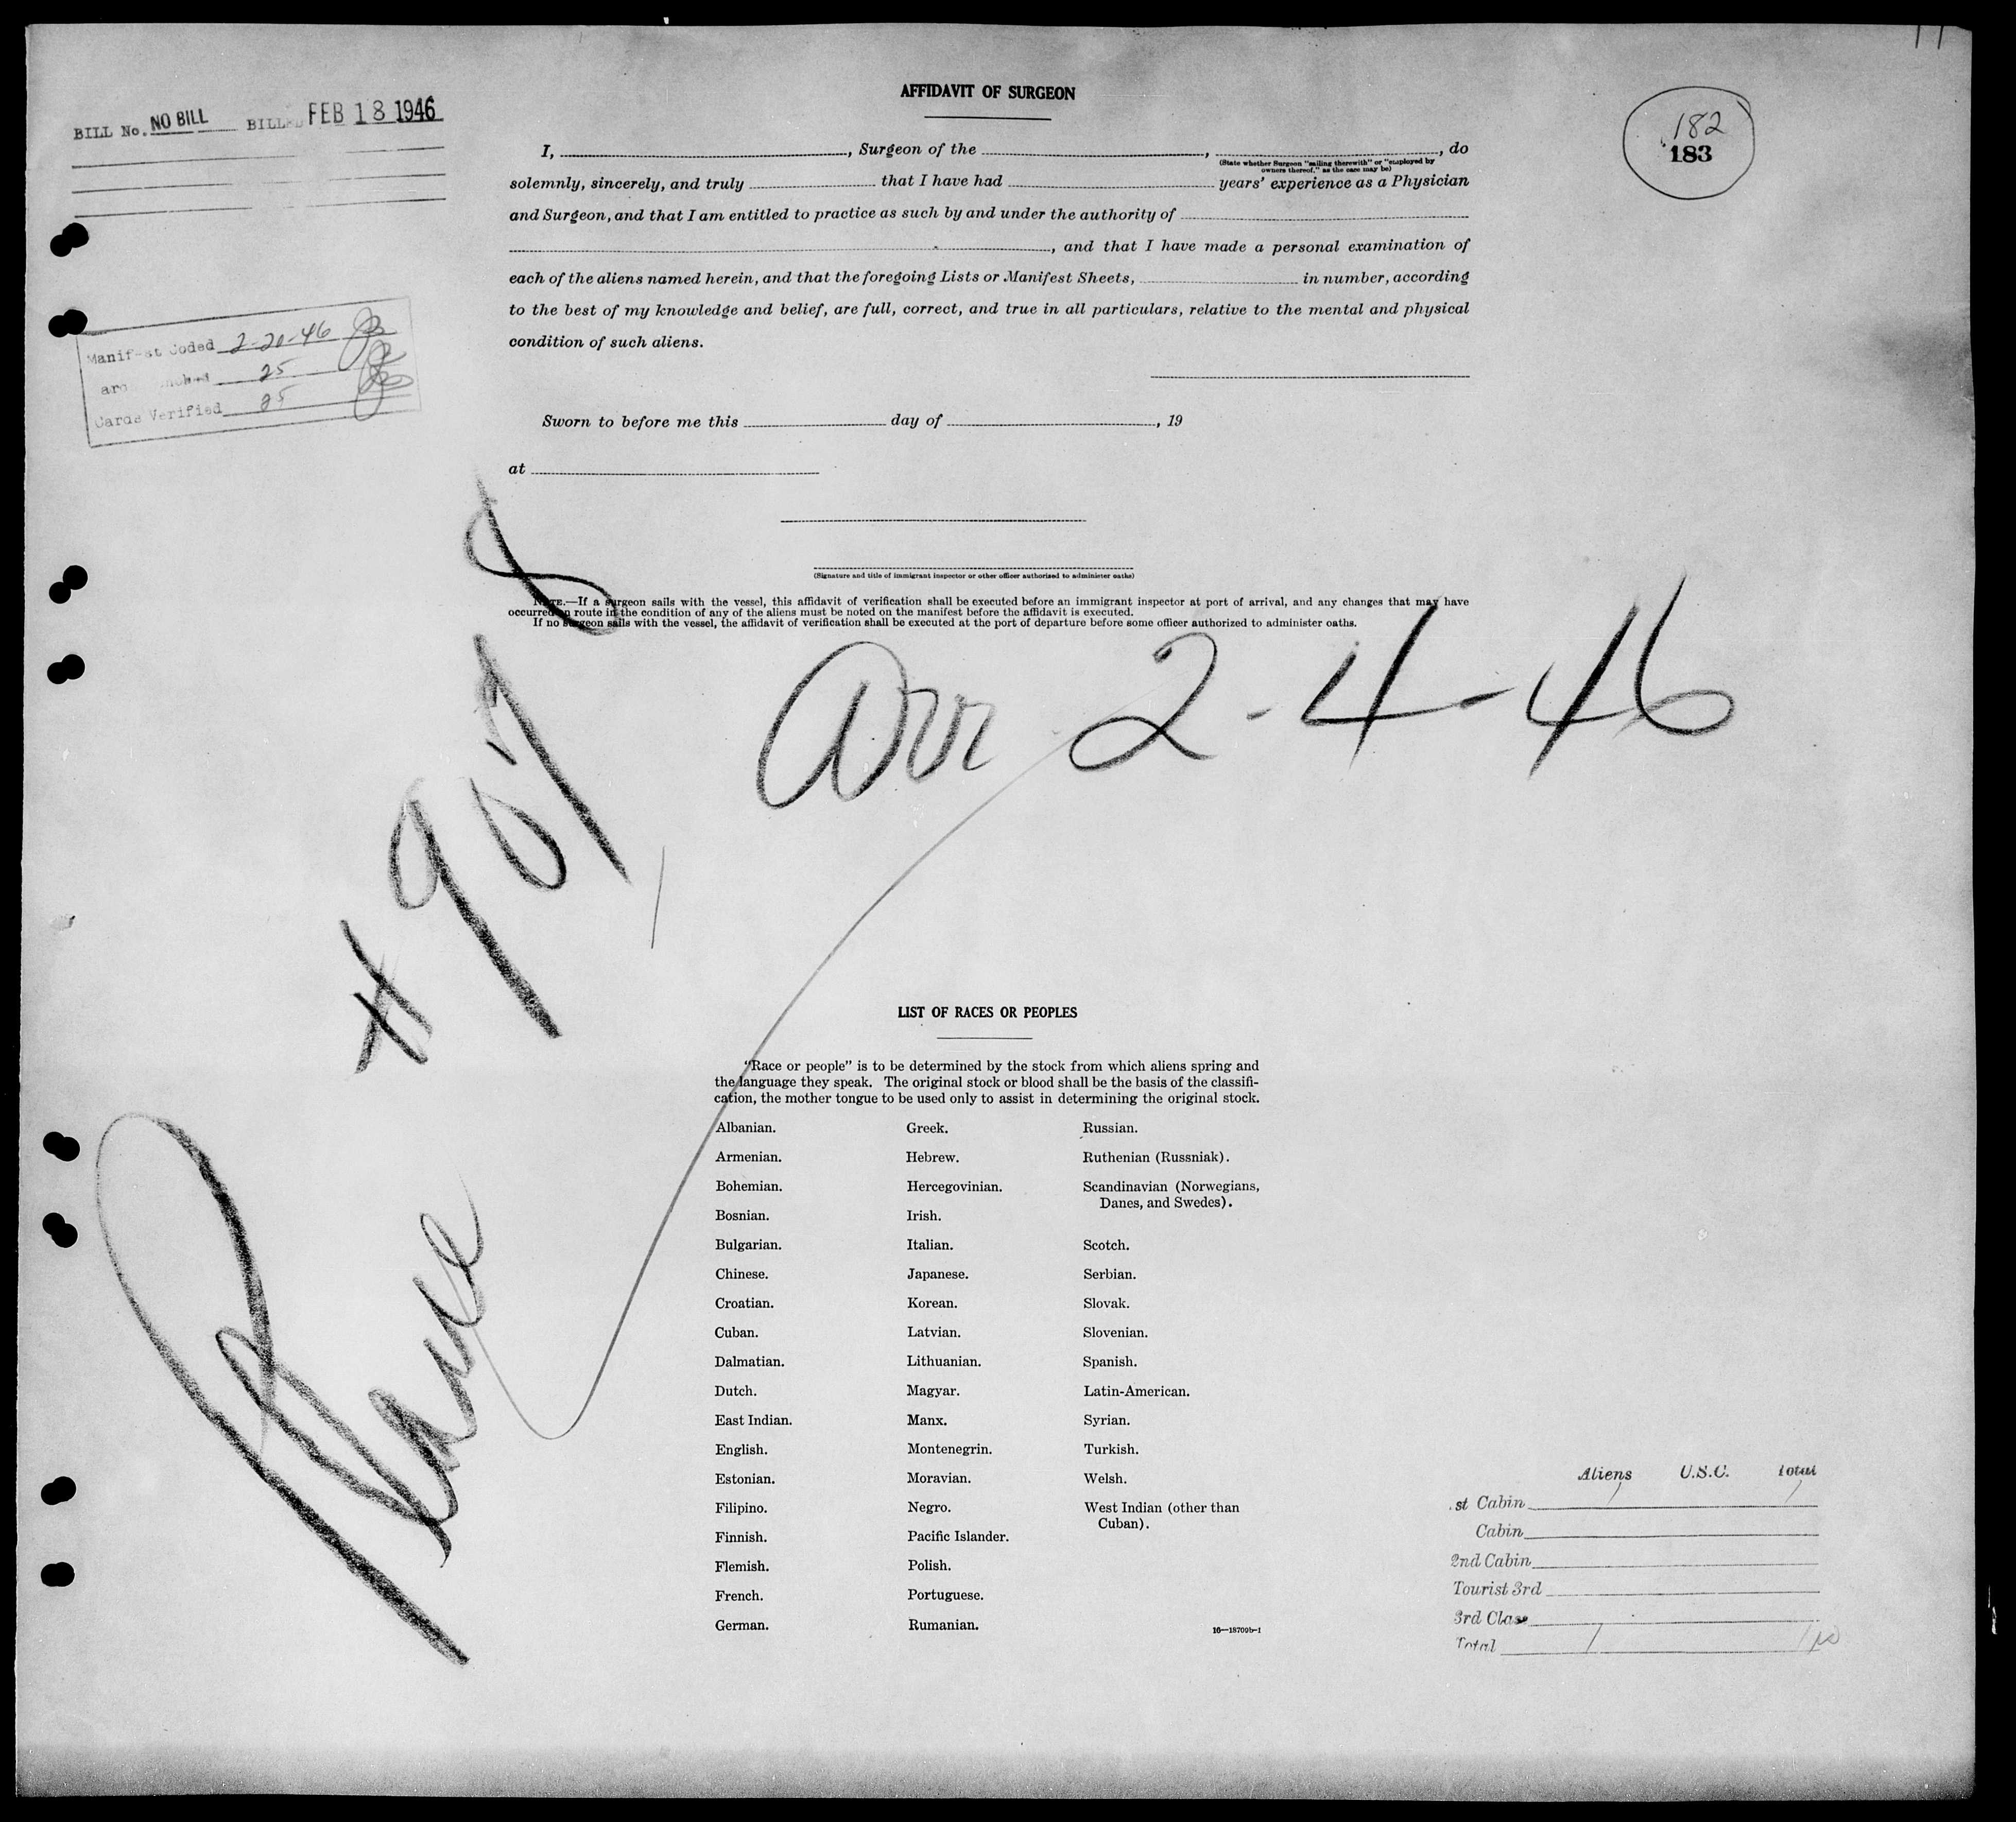 BILL No. NO BILL BILLED FEB 18 1946
AFFIDAVIT OF SURGEON
182
183
I, , Surgeon of the , , do
(State whether Surgeon "sailing therewith" or "employed by
owners thereof," as the case may be)
solemnly, sincerely, and truly that I have had years' experience as a Physician
and Surgeon, and that I am entitled to practice as such by and under the authority of
, and that I have made a personal examination of
each of the aliens named herein, and that the foregoing Lists or Manifest Sheets, in number, according
to the best of my knowledge and belief, are full, correct, and true in all particulars, relative to the mental and physical
condition of such aliens.
Manifest Coded 2-20-46
25
Cards Verified 25
Sworn to before me this day of , 19
at
(Signature and title of immigrant inspector or other officer authorized to administer oaths)
NOTE.—If a surgeon sails with the vessel, this affidavit of verification shall be executed before an immigrant inspector at port of arrival, and any changes that may have
occurred en route in the condition of any of the aliens must be noted on the manifest before the affidavit is executed.
If no surgeon sails with the vessel, the affidavit of verification shall be executed at the port of departure before some officer authorized to administer oaths.
Arr 2-4-46
Plane
LIST OF RACES OR PEOPLES
"Race or people" is to be determined by the stock from which aliens spring and
the language they speak. The original stock or blood shall be the basis of the classifi-
cation, the mother tongue to be used only to assist in determining the original stock.
Albanian. Greek. Russian.
Armenian. Hebrew. Ruthenian (Russniak).
Bohemian. Hercegovinian. Scandinavian (Norwegians,
Danes, and Swedes).
Bosnian. Irish.
Bulgarian. Italian. Scotch.
Chinese. Japanese. Serbian.
Croatian. Korean. Slovak.
Cuban. Latvian. Slovenian.
Dalmatian. Lithuanian. Spanish.
Dutch. Magyar. Latin-American.
East Indian. Manx. Syrian.
English. Montenegrin. Turkish.
Estonian. Moravian. Welsh.
Filipino. Negro. West Indian (other than
Cuban).
Finnish. Pacific Islander.
Flemish. Polish.
French. Portuguese.
German. Rumanian.
16—18709b-1
Aliens U.S.C. Total
st Cabin 1 1
Cabin
2nd Cabin
Tourist 3rd
3rd Class
Total 1 1